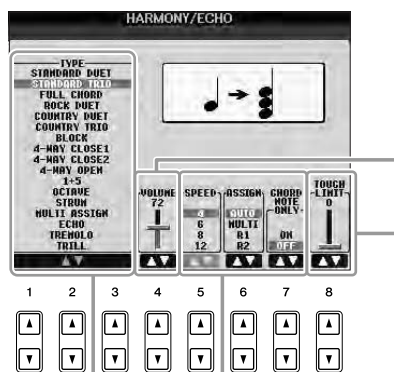 HARMONY/ECHO
TYPE
STANDARD DUET
STANDARD TRIO
FULL CHORD
ROCK DUET
COUNTRY DUET
COUNTRY TRIO
BLOCK
4-WAY CLOSE1
4-WAY CLOSE2
4-WAY OPEN
1+5
OCTAVE
STRUM
MULTI ASSIGN
ECHO
TREMOLO
TRILL
VOLUME
72
SPEED
4
6
8
12
ASSIGN
AUTO
MULTI
R1
R2
CHORD
NOTE
ONLY
ON
OFF
TOUCH
LIMIT
0
1 2 3 4 5 6 7 8